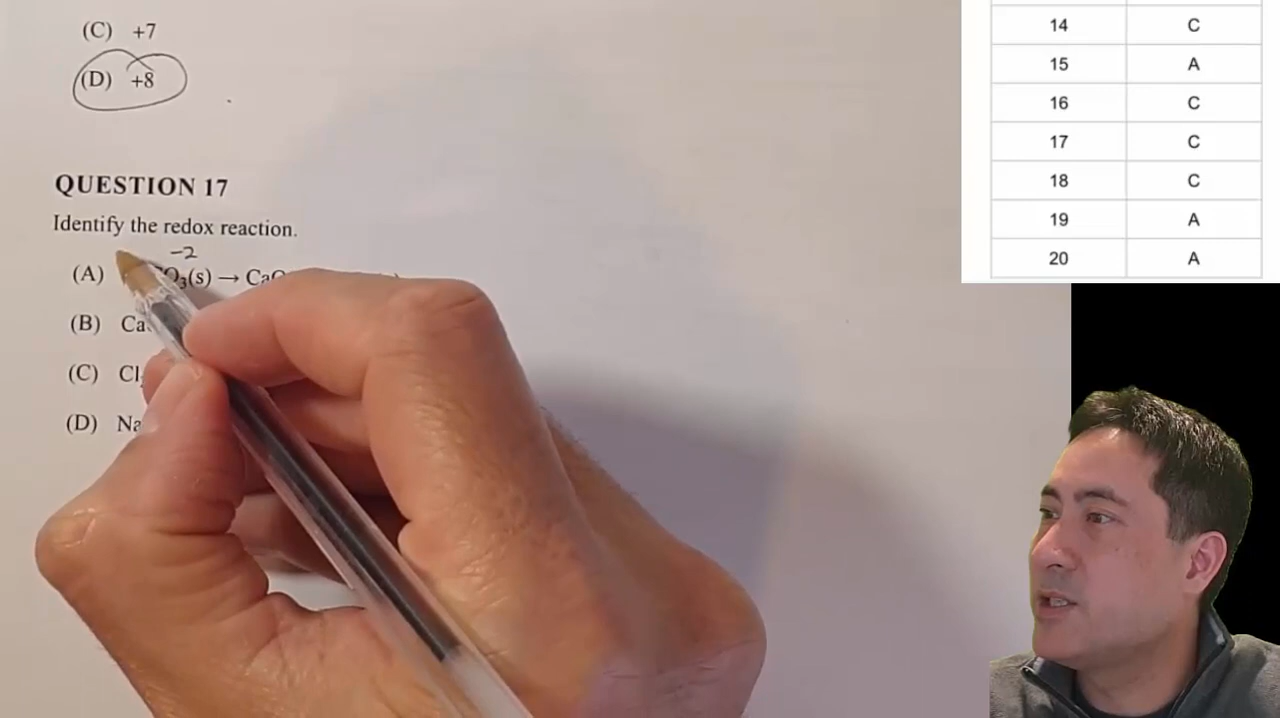 (C) +7
(D) +8
QUESTION 17
Identify the redox reaction.
-2
(A) O₃(s) → CaO
(B) Ca
(C) Cl
(D) Na
14 C
15 A
16 C
17 C
18 C
19 A
20 A